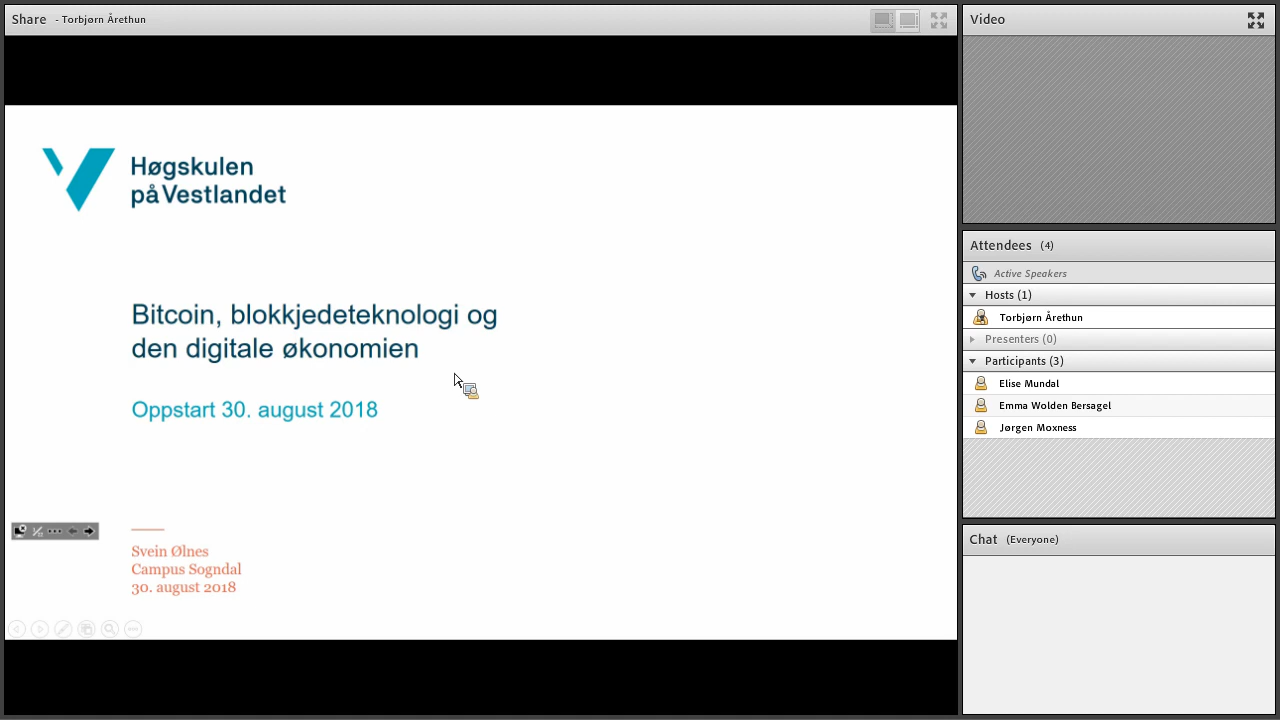 Share - Torbjørn Årethun
Høgskulen
på Vestlandet
Bitcoin, blokkjedeteknologi og
den digitale økonomien
Oppstart 30. august 2018
Svein Ølnes
Campus Sogndal
30. august 2018
Video
Attendees (4)
Active Speakers
Hosts (1)
Torbjørn Årethun
Presenters (0)
Participants (3)
Elise Mundal
Emma Wolden Bersagel
Jørgen Moxness
Chat (Everyone)